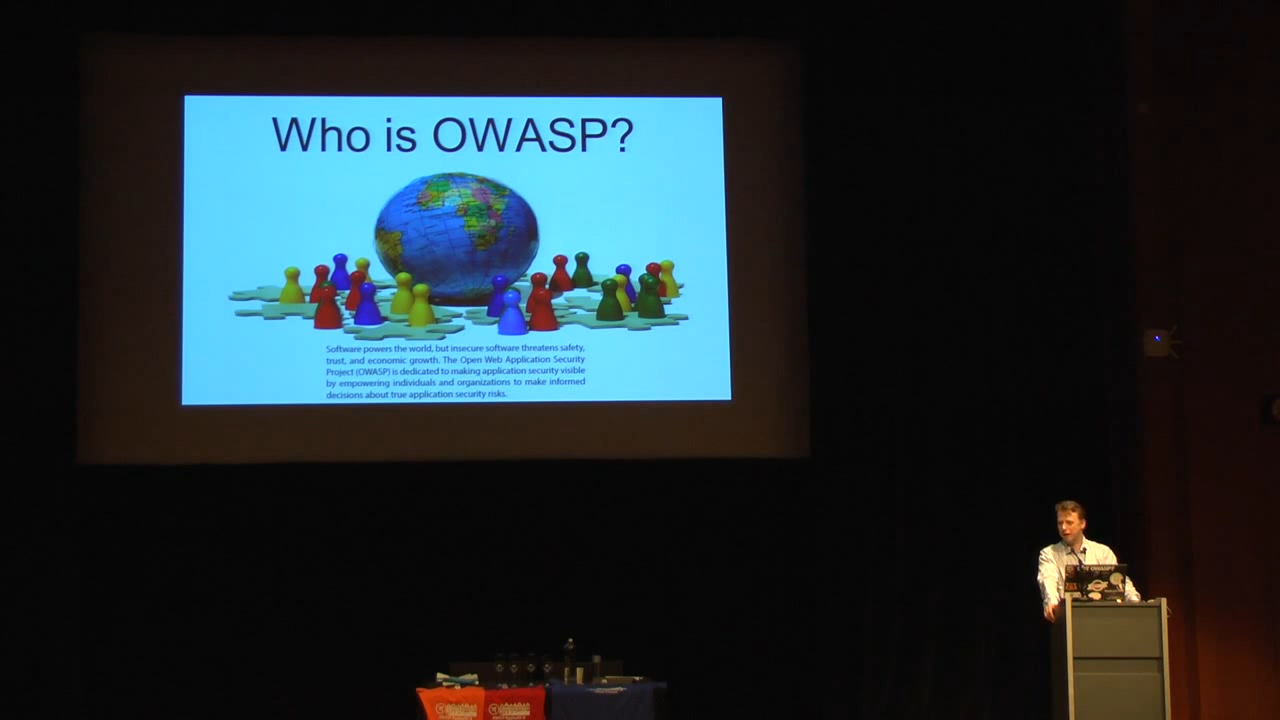 Who is OWASP?
Software powers the world, but insecure software threatens safety,
trust, and economic growth. The Open Web Application Security
Project (OWASP) is dedicated to making application security visible
by empowering individuals and organizations to make informed
decisions about true application security risks.
OWASP?